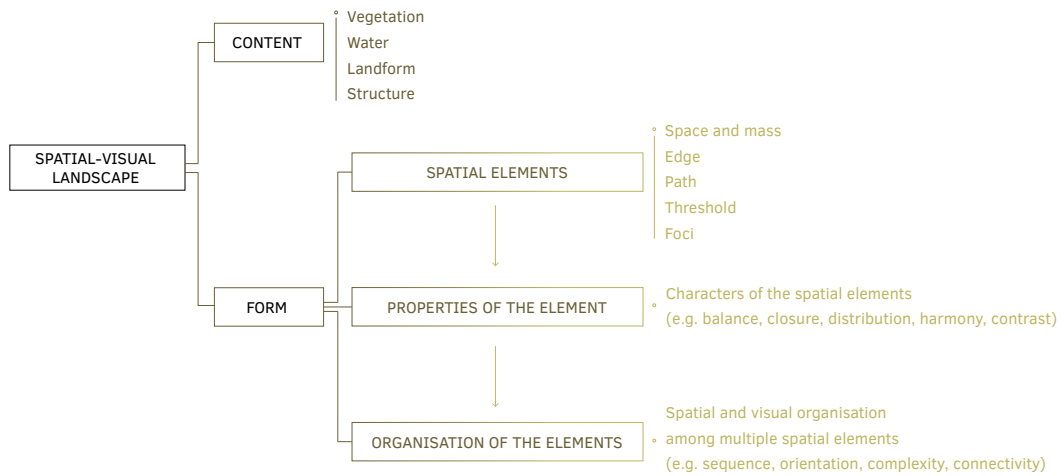 Vegetation
CONTENT
Water
Landform
Structure
SPATIAL-VISUAL
LANDSCAPE
SPATIAL ELEMENTS
Space and mass
Edge
Path
Threshold
Foci
FORM
PROPERTIES OF THE ELEMENT
Characters of the spatial elements
(e.g. balance, closure, distribution, harmony, contrast)
ORGANISATION OF THE ELEMENTS
Spatial and visual organisation
among multiple spatial elements
(e.g. sequence, orientation, complexity, connectivity)